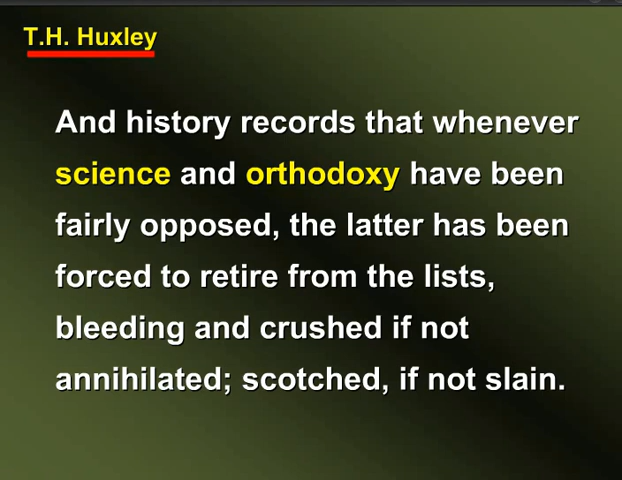 T.H. Huxley
And history records that whenever
science and orthodoxy have been
fairly opposed, the latter has been
forced to retire from the lists,
bleeding and crushed if not
annihilated; scotched, if not slain.